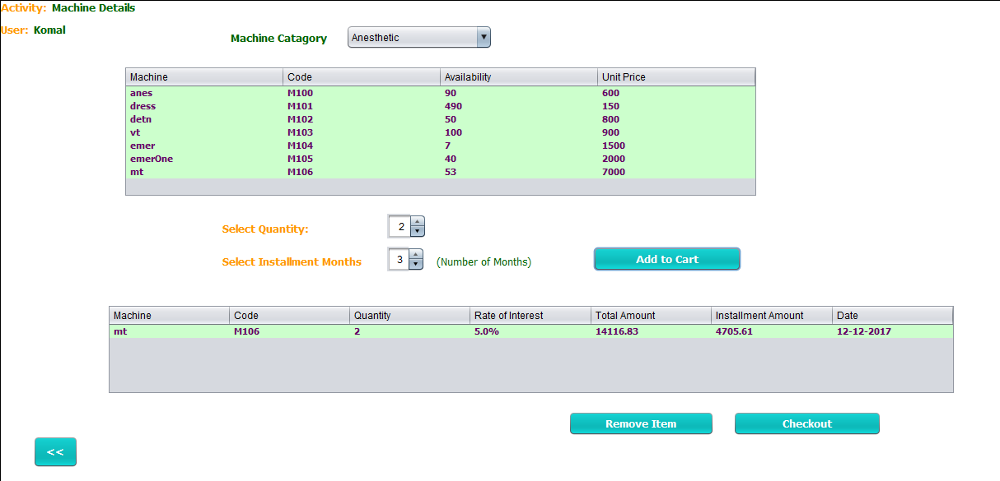 Activity: Machine Details
User: Komal
Machine Catagory Anesthetic
Machine Code Availability Unit Price
anes M100 90 600
dress M101 490 150
detn M102 50 800
vt M103 100 900
emer M104 7 1500
emerOne M105 40 2000
mt M106 53 7000
Select Quantity: 2
Select Installment Months 3 (Number of Months) Add to Cart
Machine Code Quantity Rate of Interest Total Amount Installment Amount Date
mt M106 2 5.0% 14116.83 4705.61 12-12-2017
Remove Item Checkout
<<